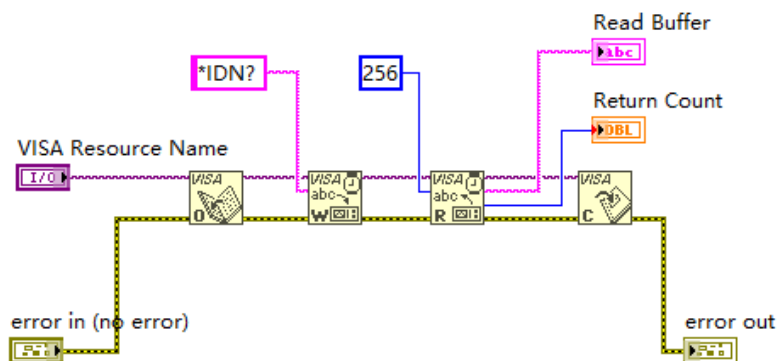 Read Buffer
abc
*IDN?
256
Return Count
DBL
VISA Resource Name
I/O
VISA
O
VISA
abc
W
VISA
abc
R
VISA
C
error in (no error)
error out